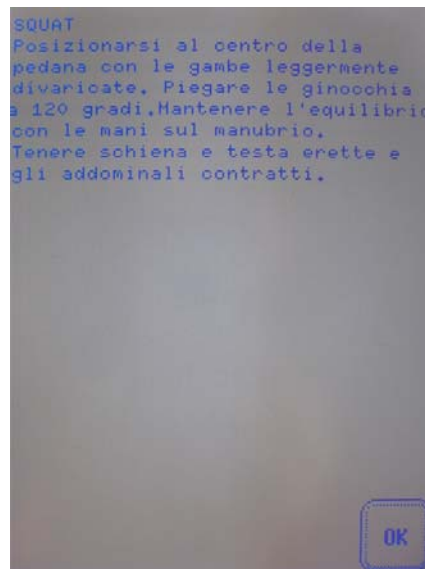 SQUAT
Posizionarsi al centro della
pedana con le gambe leggermente
divaricate. Piegare le ginocchia
a 120 gradi.Mantenere l'equilibrio
con le mani sul manubrio.
Tenere schiena e testa erette e
gli addominali contratti.
OK